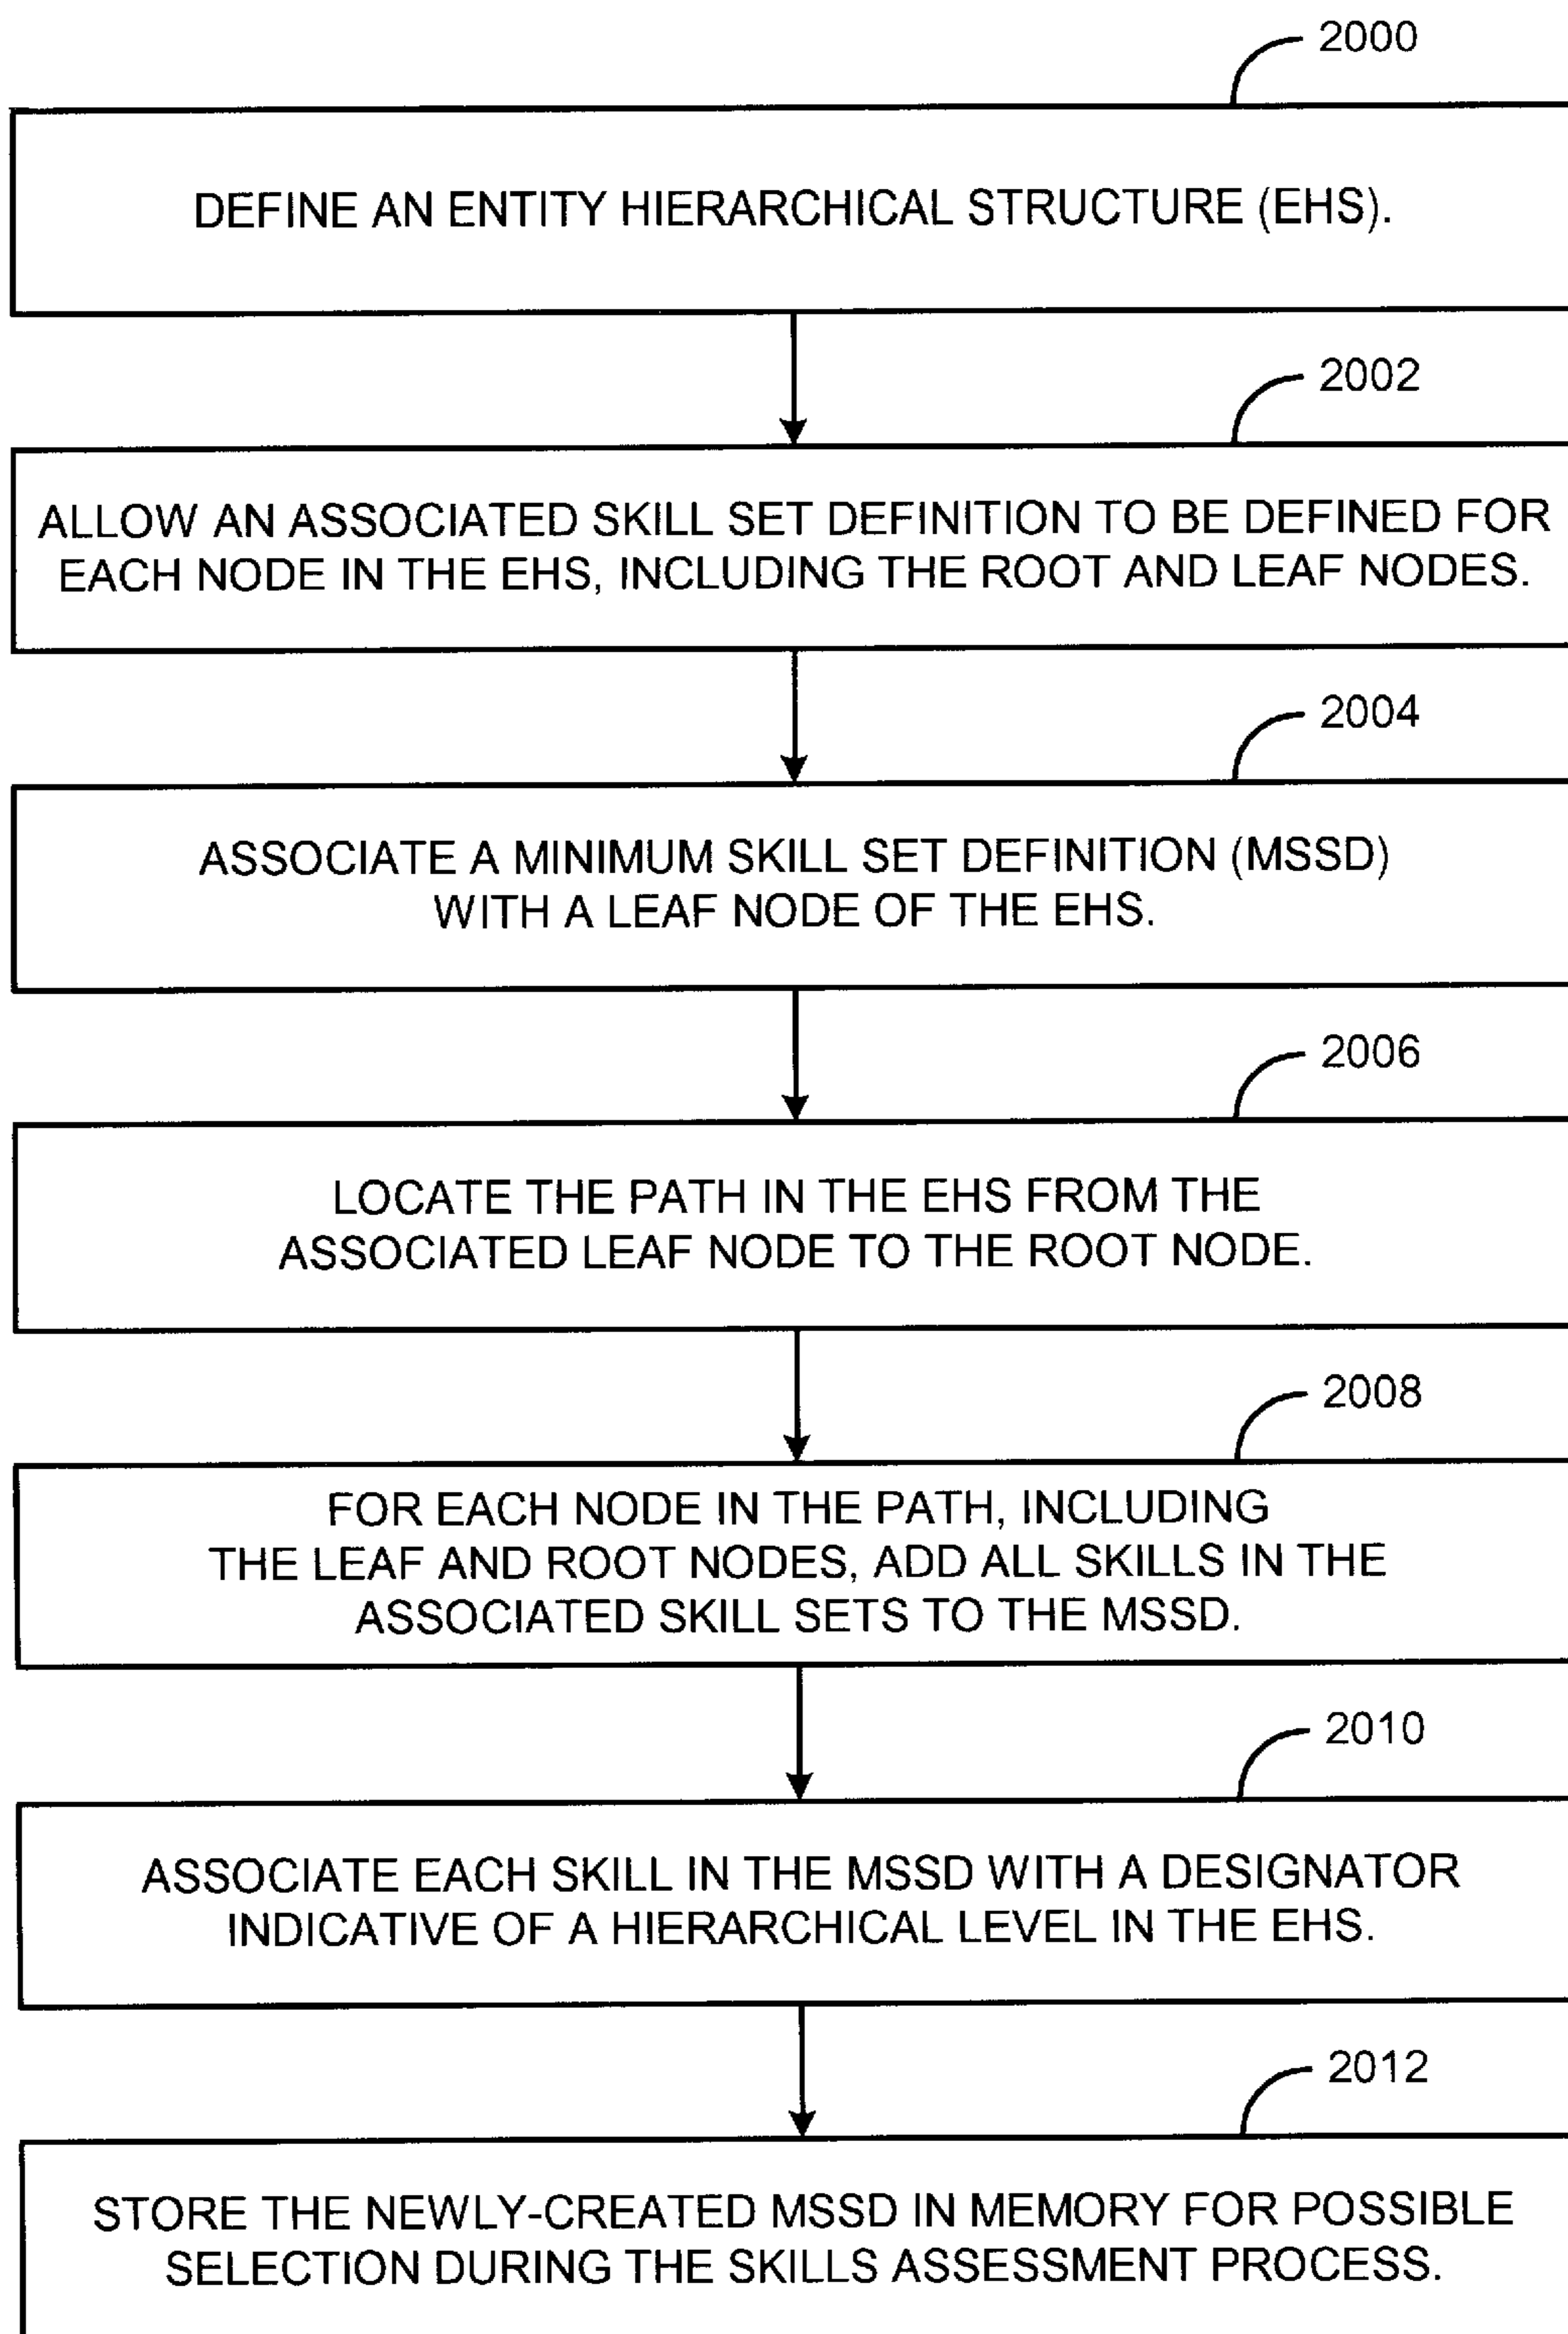 2000
DEFINE AN ENTITY HIERARCHICAL STRUCTURE (EHS).
2002
ALLOW AN ASSOCIATED SKILL SET DEFINITION TO BE DEFINED FOR
EACH NODE IN THE EHS, INCLUDING THE ROOT AND LEAF NODES.
2004
ASSOCIATE A MINIMUM SKILL SET DEFINITION (MSSD)
WITH A LEAF NODE OF THE EHS.
2006
LOCATE THE PATH IN THE EHS FROM THE
ASSOCIATED LEAF NODE TO THE ROOT NODE.
2008
FOR EACH NODE IN THE PATH, INCLUDING
THE LEAF AND ROOT NODES, ADD ALL SKILLS IN THE
ASSOCIATED SKILL SETS TO THE MSSD.
2010
ASSOCIATE EACH SKILL IN THE MSSD WITH A DESIGNATOR
INDICATIVE OF A HIERARCHICAL LEVEL IN THE EHS.
2012
STORE THE NEWLY-CREATED MSSD IN MEMORY FOR POSSIBLE
SELECTION DURING THE SKILLS ASSESSMENT PROCESS.